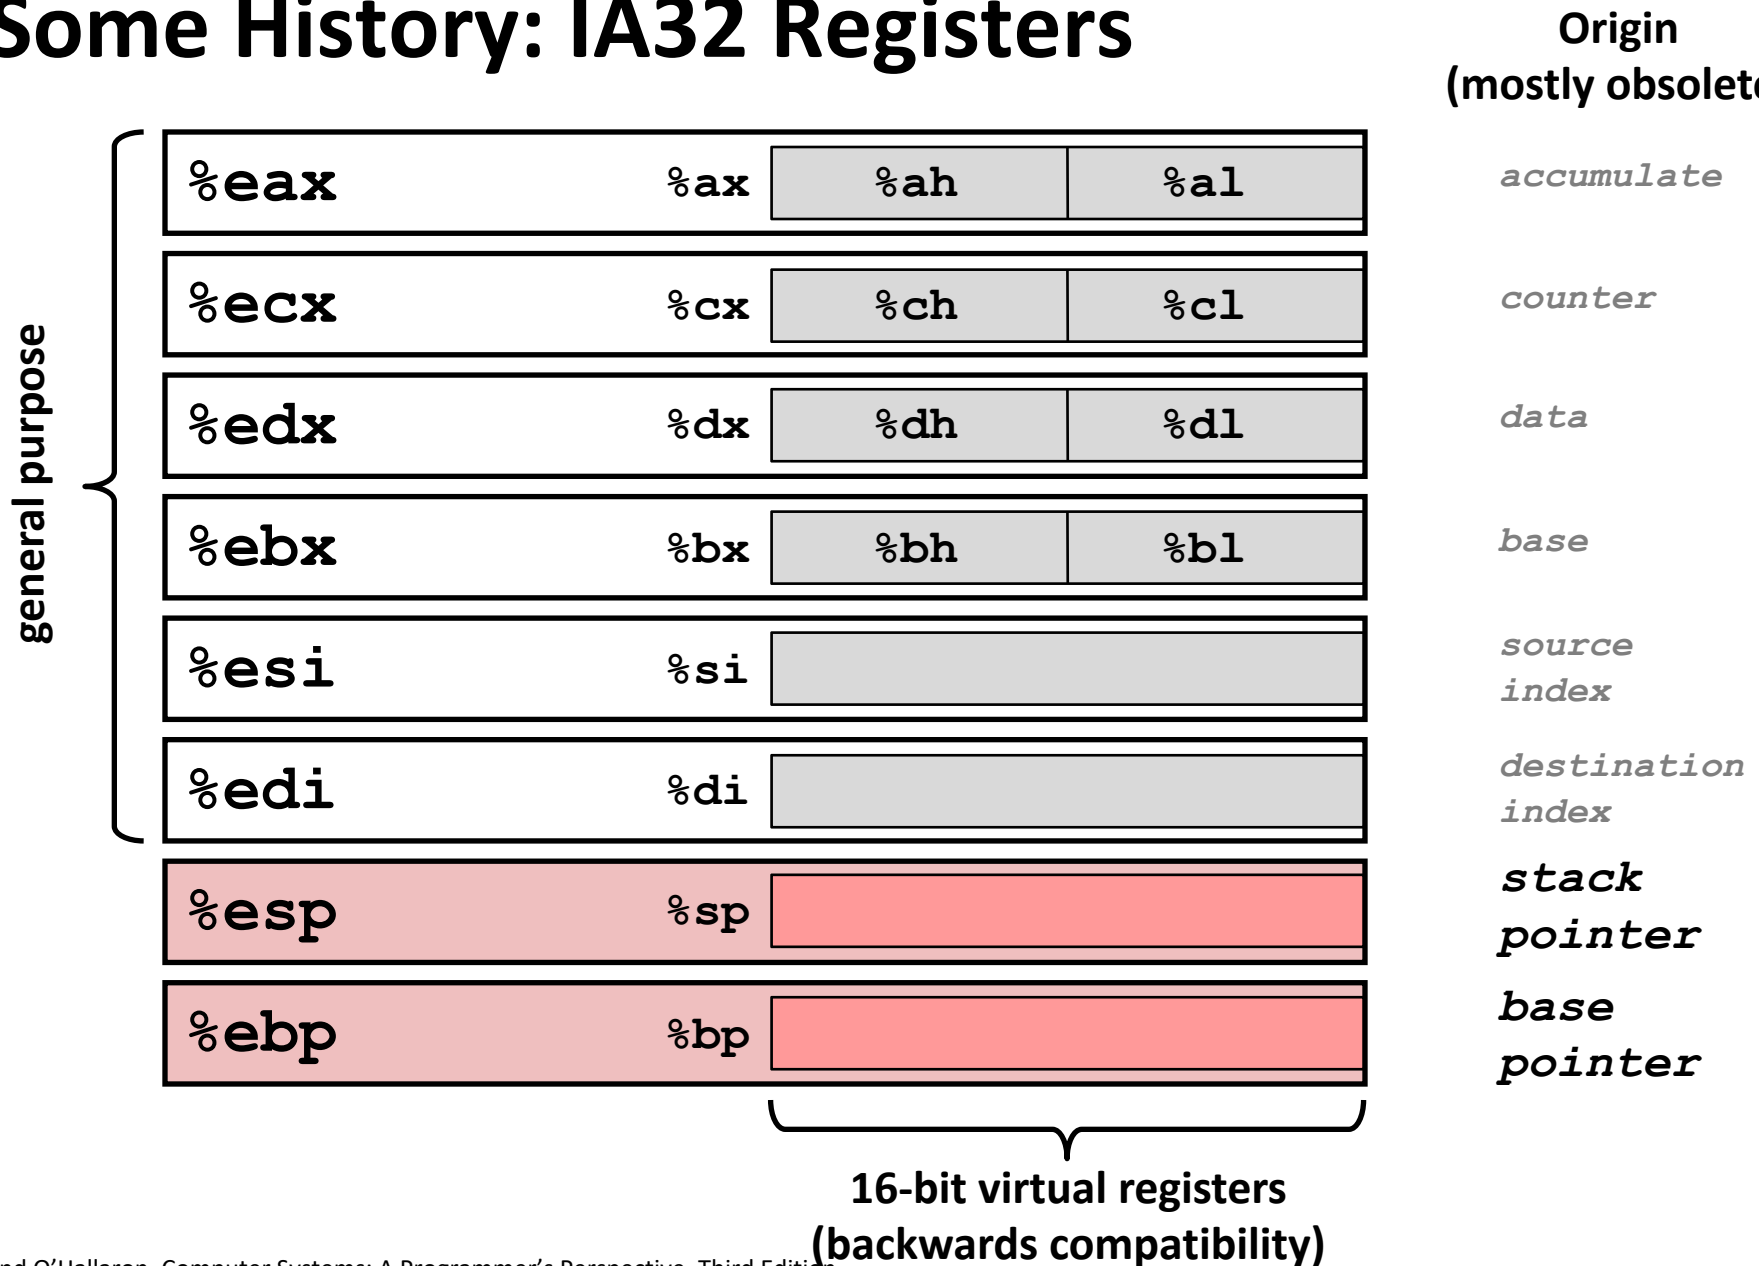 Some History: IA32 Registers
Origin
(mostly obsolete
general purpose
%eax %ax %ah %al accumulate
%ecx %cx %ch %cl counter
%edx %dx %dh %dl data
%ebx %bx %bh %bl base
%esi %si source
index
%edi %di destination
index
%esp %sp stack
pointer
%ebp %bp base
pointer
16-bit virtual registers
(backwards compatibility)
nd O'Hallaron, Computer Systems: A Programmer's Perspective, Third Edition